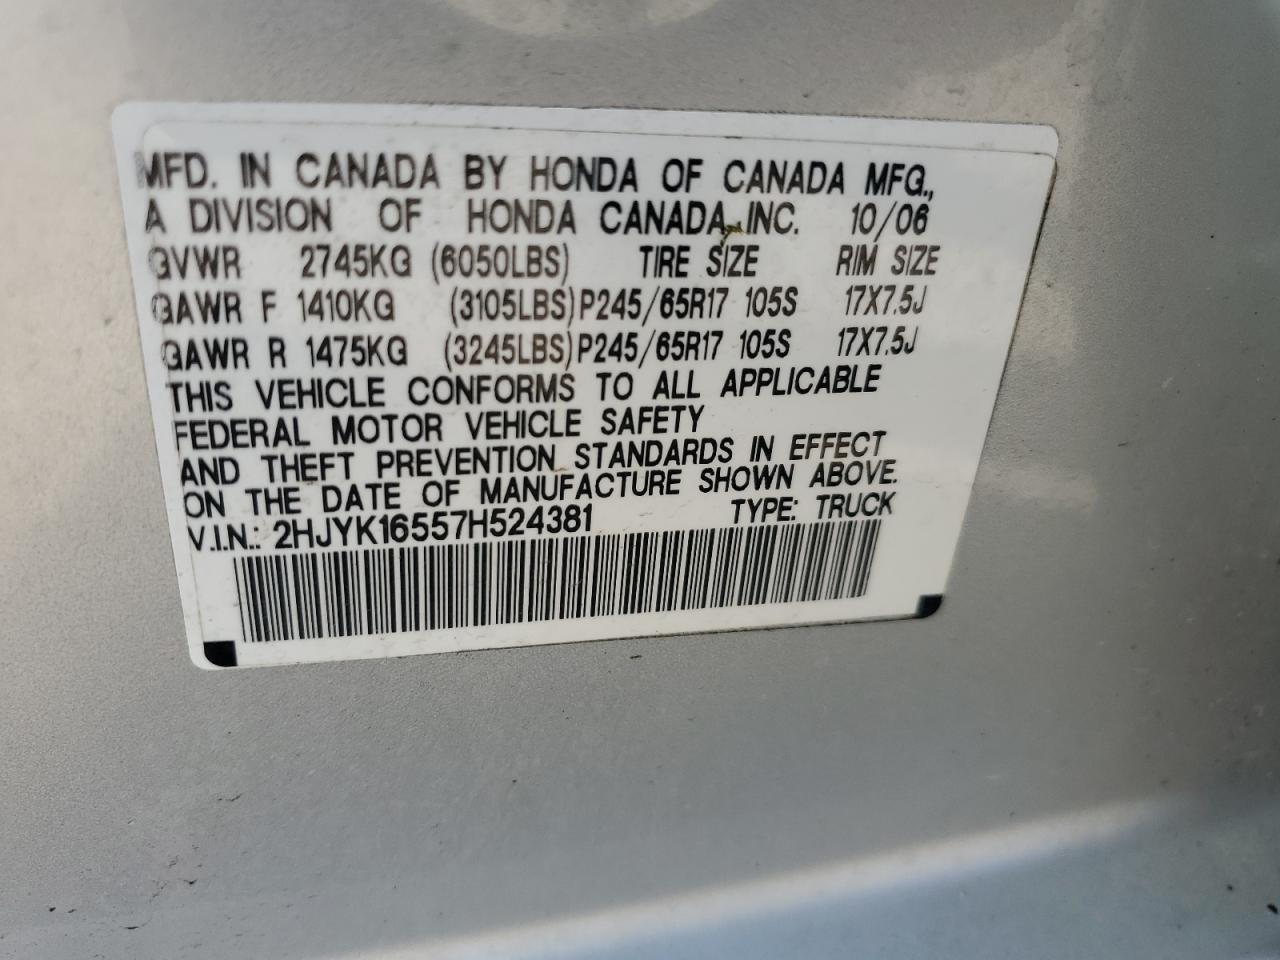 MFD. IN CANADA BY HONDA OF CANADA MFG.,
A DIVISION OF HONDA CANADA INC. 10/06
GVWR 2745KG (6050LBS) TIRE SIZE RIM SIZE
GAWR F 1410KG (3105LBS) P245/65R17 105S 17X7.5J
GAWR R 1475KG (3245LBS) P245/65R17 105S 17X7.5J
THIS VEHICLE CONFORMS TO ALL APPLICABLE
FEDERAL MOTOR VEHICLE SAFETY
AND THEFT PREVENTION STANDARDS IN EFFECT
ON THE DATE OF MANUFACTURE SHOWN ABOVE.
V.I.N.: 2HJYK16557H524381 TYPE: TRUCK